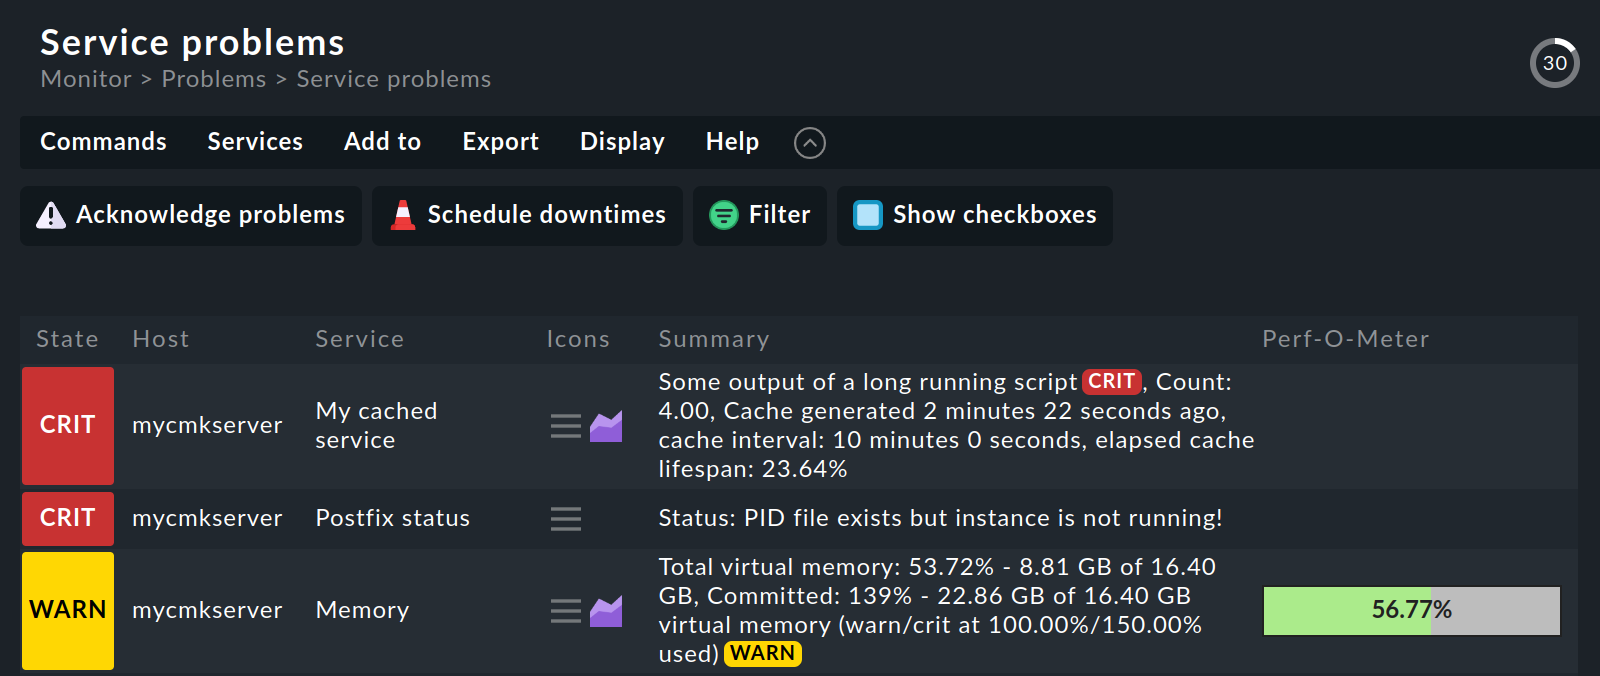 Service problems
Monitor > Problems > Service problems
30
Commands Services Add to Export Display Help
Acknowledge problems Schedule downtimes Filter Show checkboxes
State Host Service Icons Summary Perf-O-Meter
CRIT mycmkserver My cached service Some output of a long running script CRIT, Count:
4.00, Cache generated 2 minutes 22 seconds ago,
cache interval: 10 minutes 0 seconds, elapsed cache
lifespan: 23.64%
CRIT mycmkserver Postfix status Status: PID file exists but instance is not running!
WARN mycmkserver Memory Total virtual memory: 53.72% - 8.81 GB of 16.40
GB, Committed: 139% - 22.86 GB of 16.40 GB
virtual memory (warn/crit at 100.00%/150.00%
used) WARN
56.77%